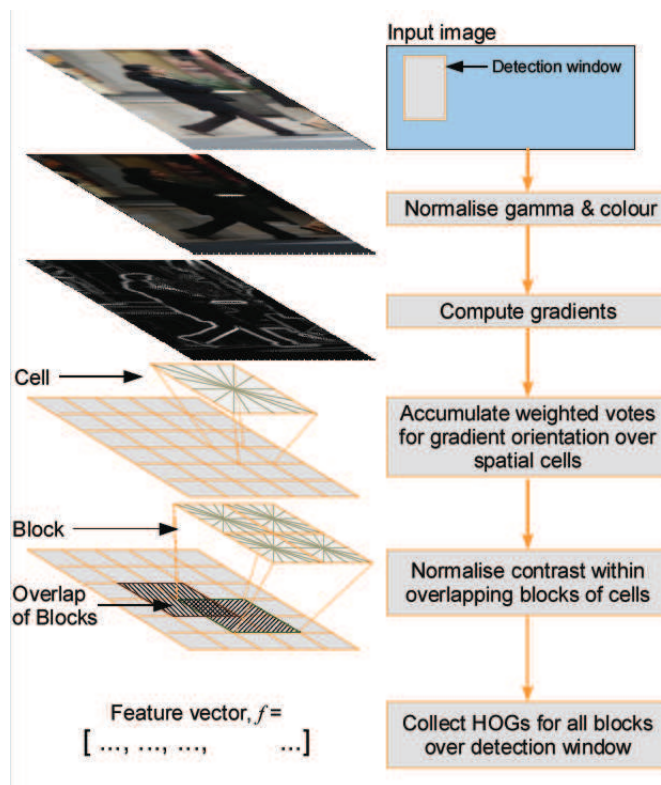 Input image
Detection window
Normalise gamma & colour
Compute gradients
Cell
Accumulate weighted votes
for gradient orientation over
spatial cells
Block
Normalise contrast within
overlapping blocks of cells
Overlap
of Blocks
Feature vector, f =
[ ..., ..., ..., ...]
Collect HOGs for all blocks
over detection window